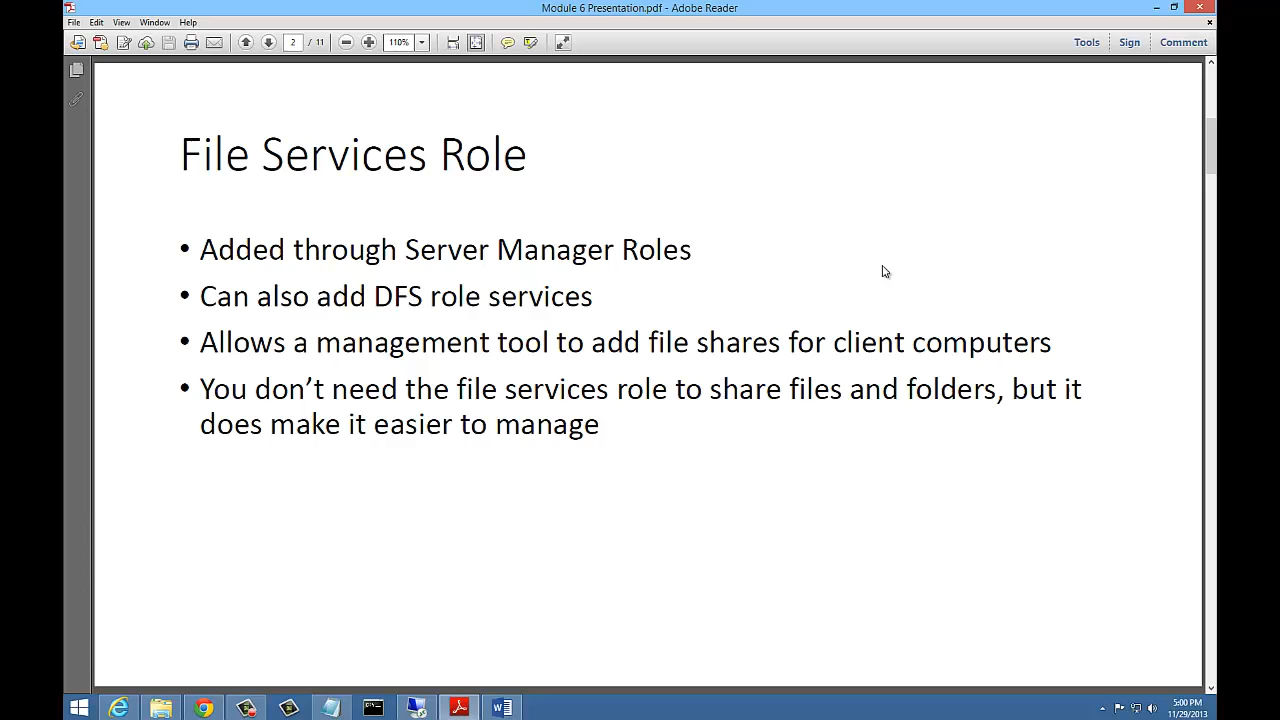 Module 6 Presentation.pdf - Adobe Reader
File Edit View Window Help
2 / 11 110% Tools Sign Comment
File Services Role
• Added through Server Manager Roles
• Can also add DFS role services
• Allows a management tool to add file shares for client computers
• You don’t need the file services role to share files and folders, but it
does make it easier to manage
5:00 PM
11/29/2013